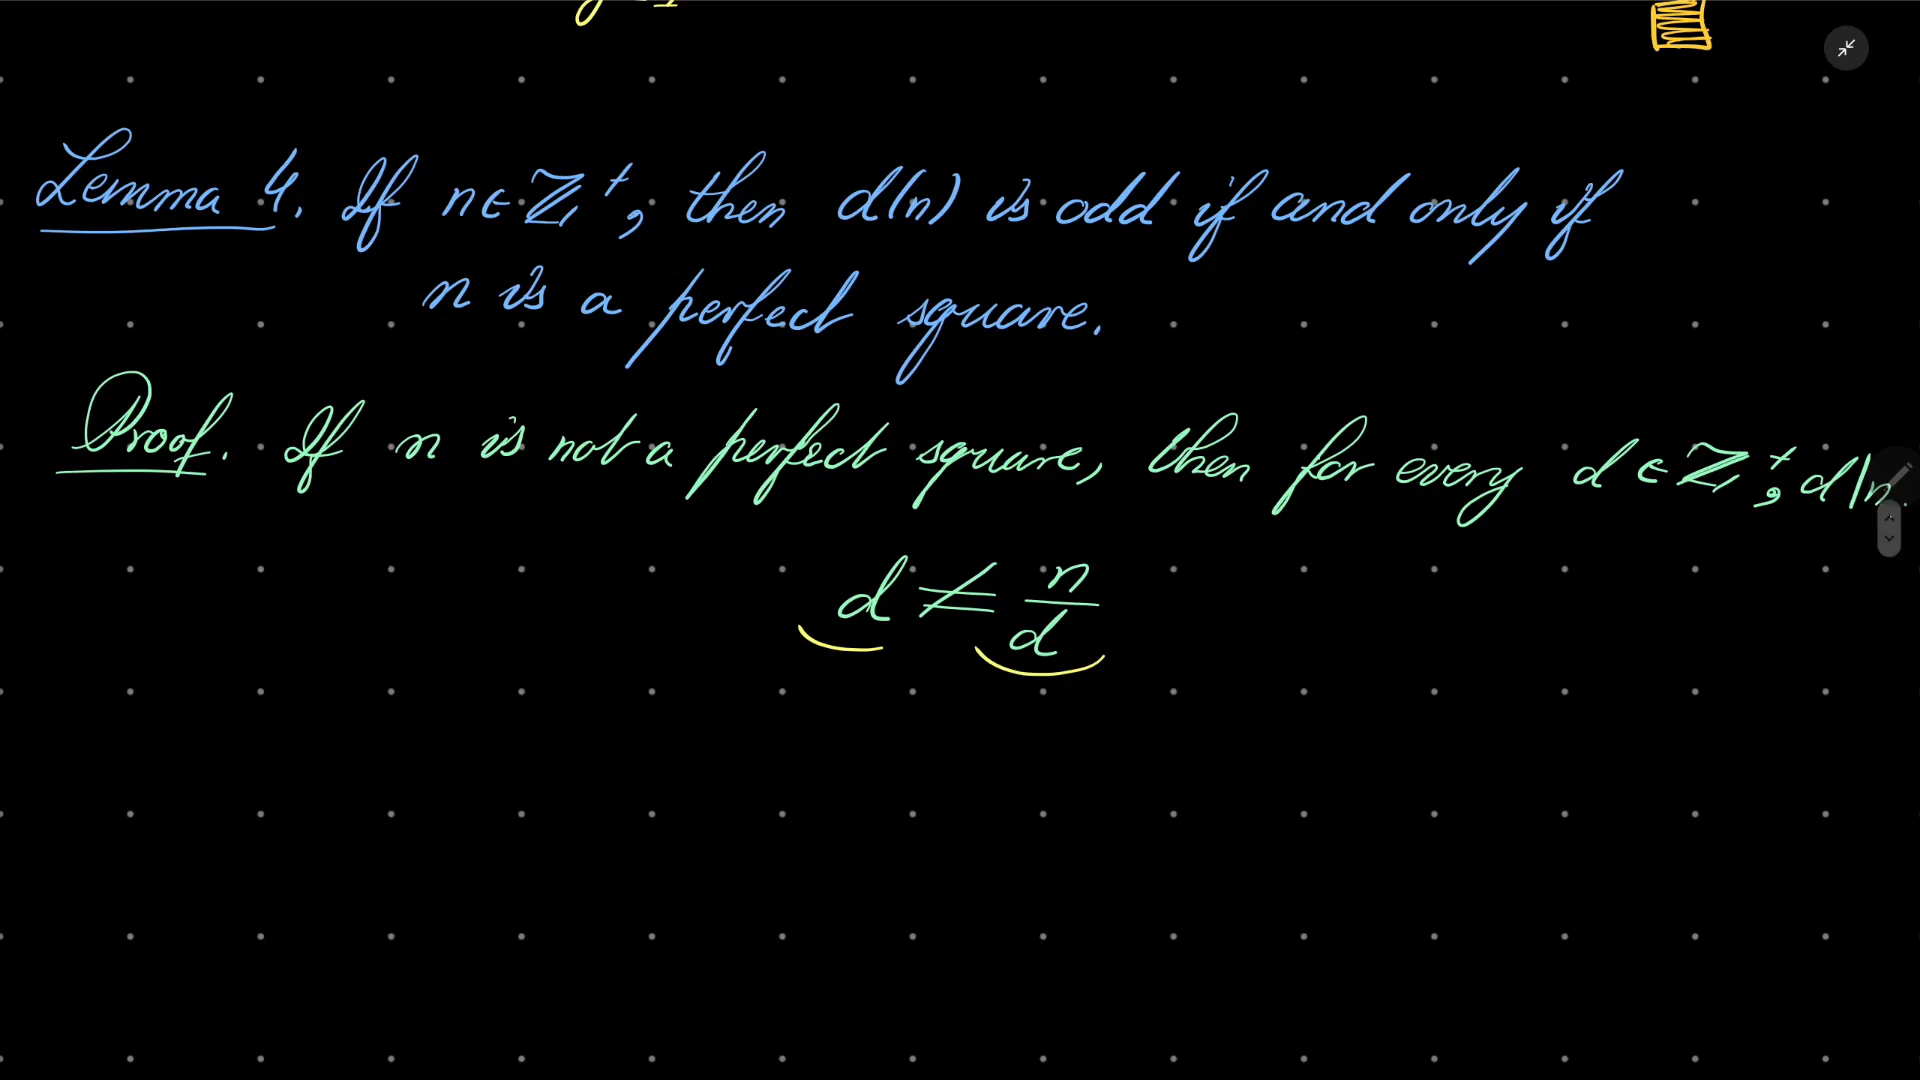 Lemma 4. If n ∈ ℤ⁺, then d(n) is odd if and only if
n is a perfect square.
Proof. If n is not a perfect square, then for every d ∈ ℤ⁺, d|n.
d ≠ n/d